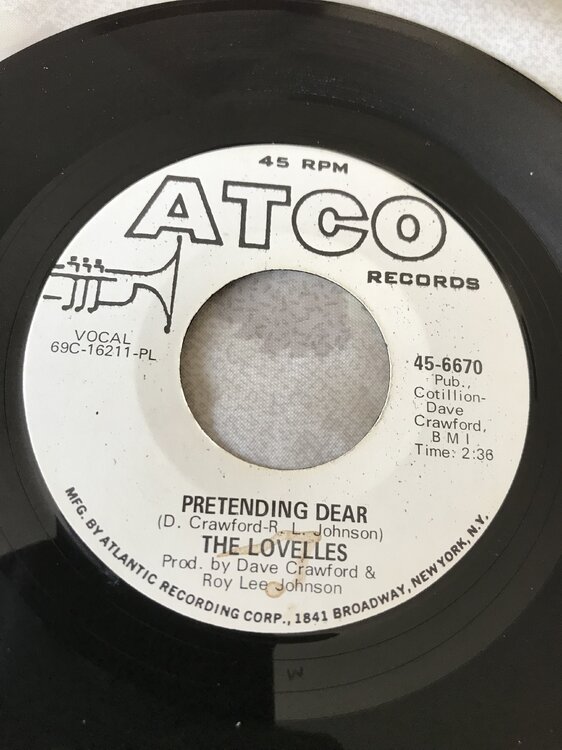 45 RPM
ATCO
RECORDS
VOCAL
69C-16211-PL
45-6670
Pub.,
Cotillion-
Dave
Crawford,
B M I
Time: 2:36
PRETENDING DEAR
(D. Crawford-R. L. Johnson)
THE LOVELLES
Prod. by Dave Crawford &
Roy Lee Johnson
MFG. BY ATLANTIC RECORDING CORP., 1841 BROADWAY, NEW YORK, N.Y.